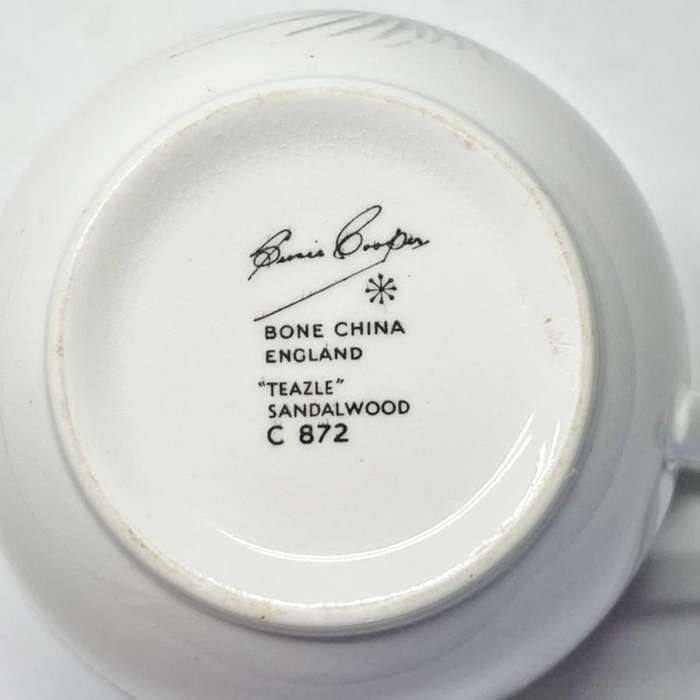 Susie Cooper
BONE CHINA
ENGLAND
"TEAZLE"
SANDALWOOD
C 872